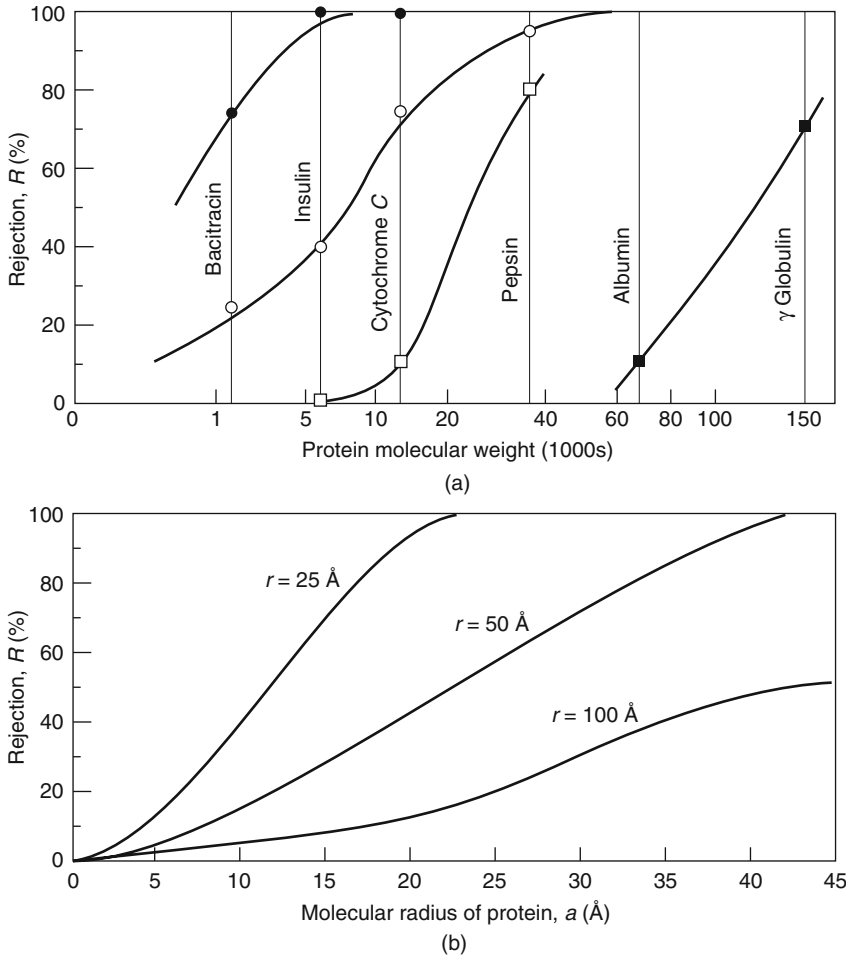 100
80
60
40
20
0
Rejection, R (%)
Bacitracin
Insulin
Cytochrome C
Pepsin
Albumin
γ Globulin
0 1 5 10 20 40 60 80 100 150
Protein molecular weight (1000s)
(a)
100
80
60
40
20
0
Rejection, R (%)
r = 25 Å
r = 50 Å
r = 100 Å
0 5 10 15 20 25 30 35 40 45
Molecular radius of protein, a (Å)
(b)